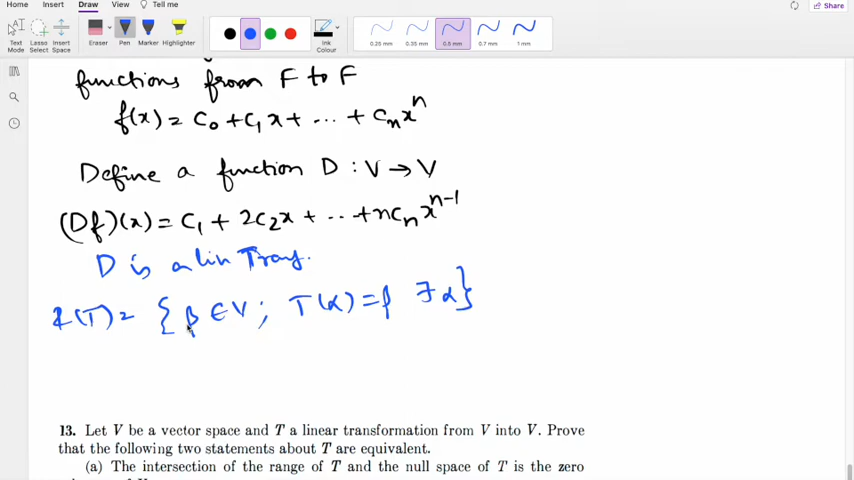 Home Insert Draw View Tell me
Share
Text Mode
Lasso Select
Insert Space
Eraser
Pen
Marker
Highlighter
Ink Colour
0.25 mm 0.35 mm 0.5 mm 0.7 mm 1 mm
functions from F to F
f(x) = C₀ + C₁x + ··· + Cₙxⁿ
Define a function D : V → V
(Df)(x) = C₁ + 2C₂x + ··· + nCₙxⁿ⁻¹
D is a lin Tran.
R(T) = { β ∈ V ; T(α) = β ∃ α}
13. Let V be a vector space and T a linear transformation from V into V. Prove
that the following two statements about T are equivalent.
(a) The intersection of the range of T and the null space of T is the zero